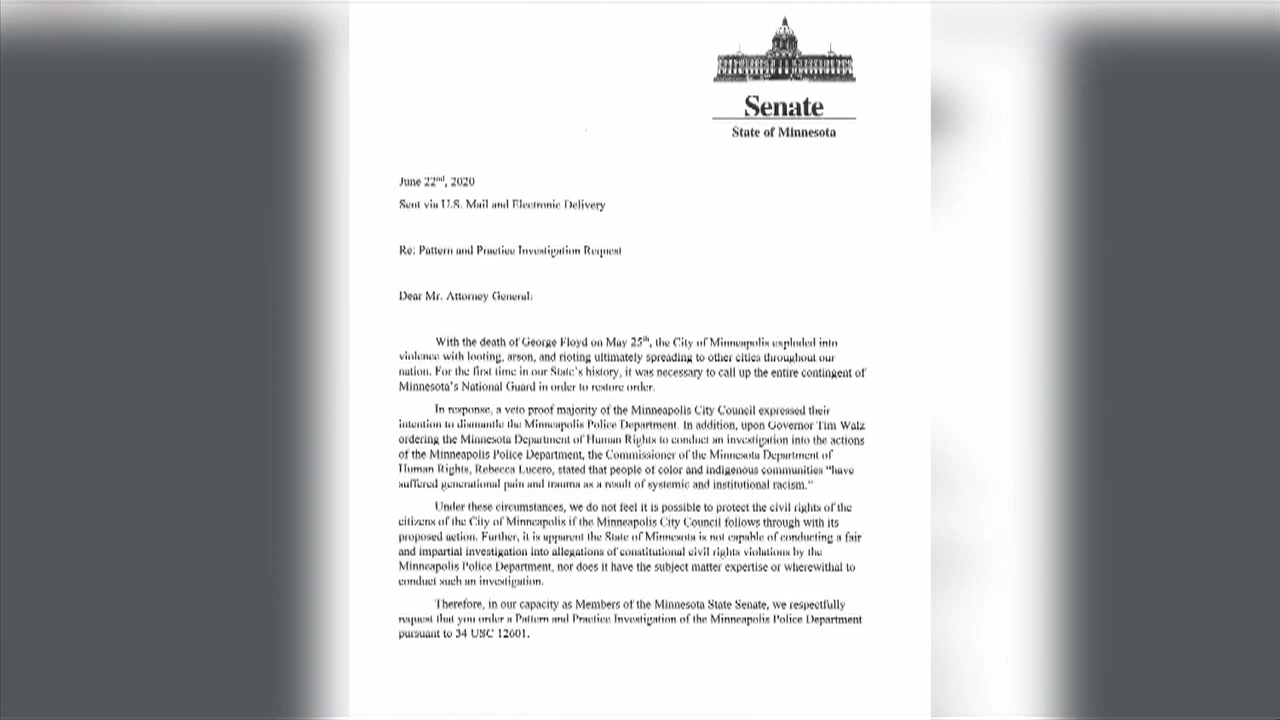 Senate
State of Minnesota
June 22nd, 2020
Sent via U.S. Mail and Electronic Delivery
Re: Pattern and Practice Investigation Request
Dear Mr. Attorney General:
With the death of George Floyd on May 25th, the City of Minneapolis exploded into
violence with looting, arson, and rioting ultimately spreading to other cities throughout our
nation. For the first time in our State's history, it was necessary to call up the entire contingent of
Minnesota's National Guard in order to restore order.
In response, a veto proof majority of the Minneapolis City Council expressed their
intention to dismantle the Minneapolis Police Department. In addition, upon Governor Tim Walz
ordering the Minnesota Department of Human Rights to conduct an investigation into the actions
of the Minneapolis Police Department, the Commissioner of the Minnesota Department of
Human Rights, Rebecca Lucero, stated that people of color and indigenous communities "have
suffered generational pain and trauma as a result of systemic and institutional racism."
Under these circumstances, we do not feel it is possible to protect the civil rights of the
citizens of the City of Minneapolis if the Minneapolis City Council follows through with its
proposed action. Further, it is apparent the State of Minnesota is not capable of conducting a fair
and impartial investigation into allegations of constitutional civil rights violations by the
Minneapolis Police Department, nor does it have the subject matter expertise or wherewithal to
conduct such an investigation.
Therefore, in our capacity as Members of the Minnesota State Senate, we respectfully
request that you order a Pattern and Practice Investigation of the Minneapolis Police Department
pursuant to 34 USC 12601.